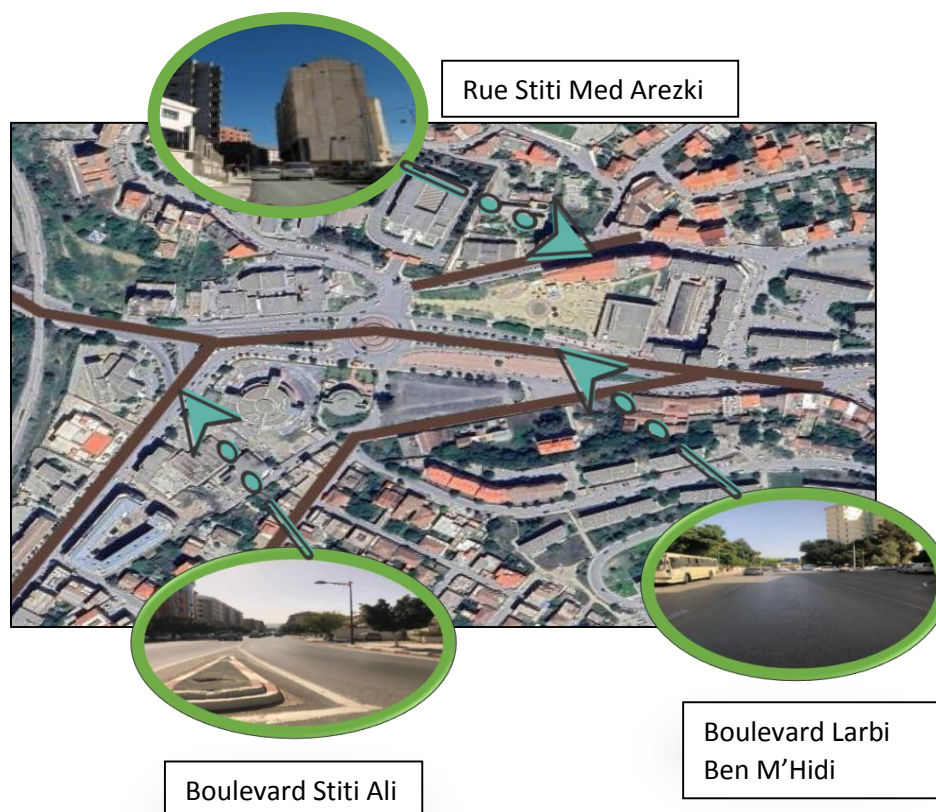 Rue Stiti Med Arezki
Boulevard Larbi
Ben M’Hidi
Boulevard Stiti Ali